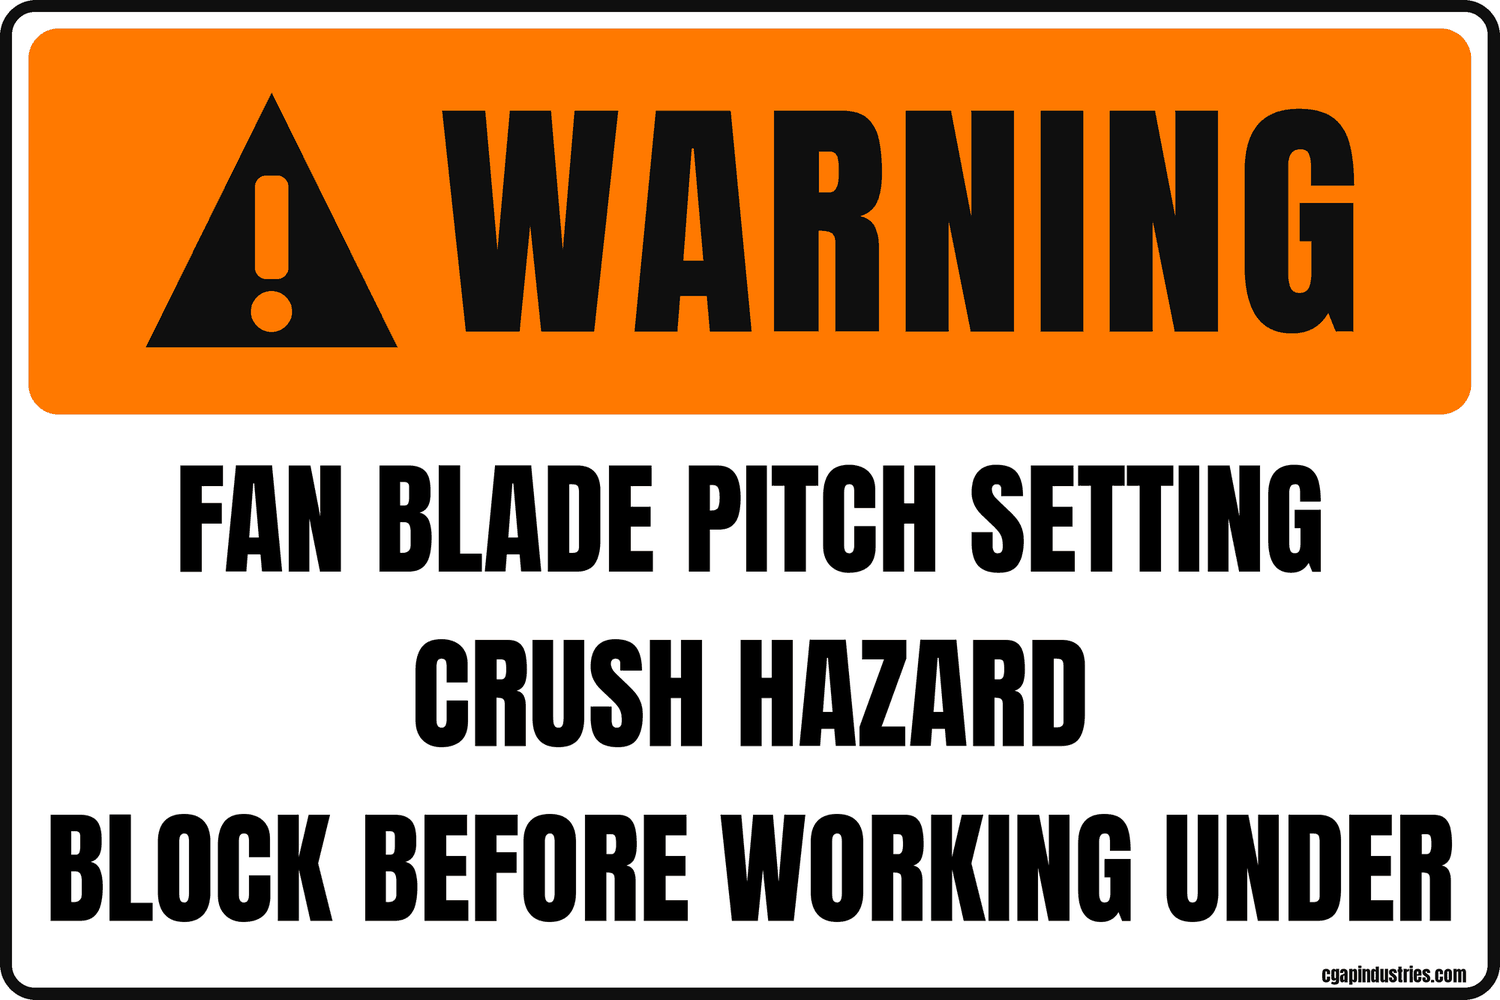 WARNING
FAN BLADE PITCH SETTING
CRUSH HAZARD
BLOCK BEFORE WORKING UNDER
cgapindustries.com